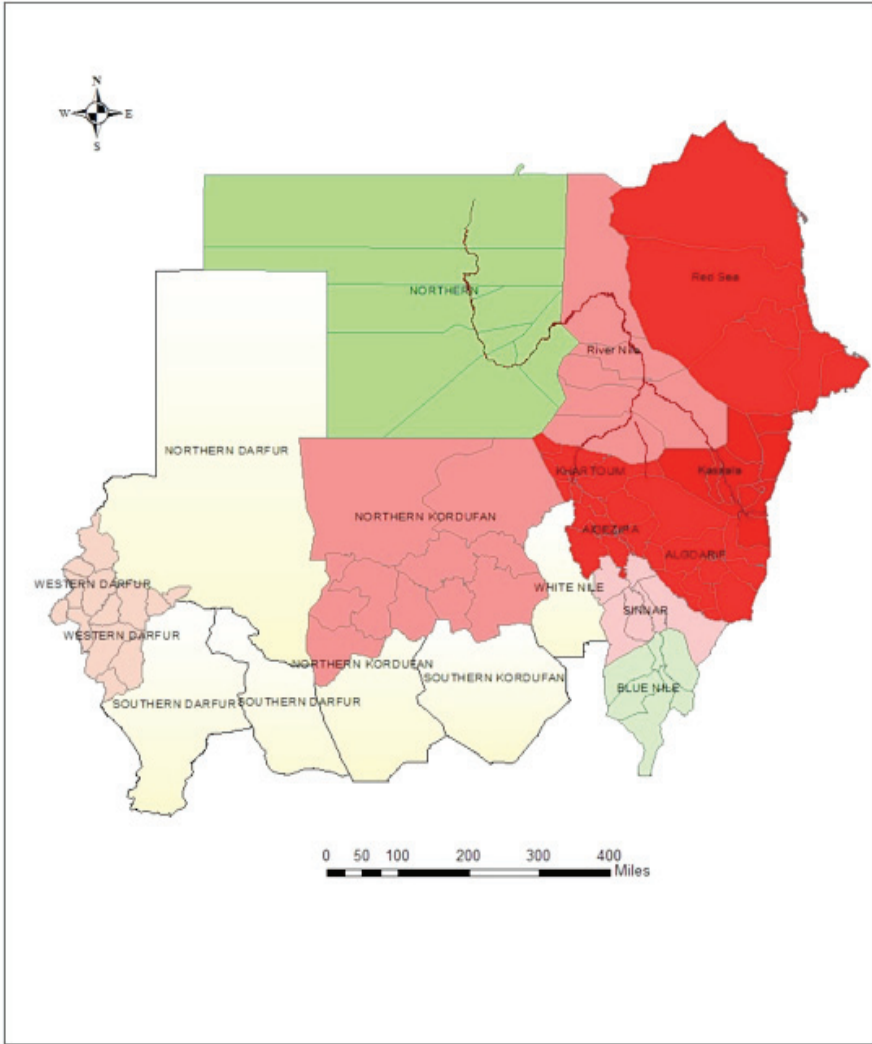 N
W E
S
Red Sea
NORTHERN
River Nile
NORTHERN DARFUR
KHARTOUM
Kassala
NORTHERN KORDUFAN
AlGEZIRA
ALGDARIF
WESTERN DARFUR
WHITE NILE
SINNAR
WESTERN DARFUR
NORTHERN KORDUFAN
SOUTHERN KORDUFAN
BLUE NILE
SOUTHERN DARFUR
SOUTHERN DARFUR
0 50 100 200 300 400
Miles